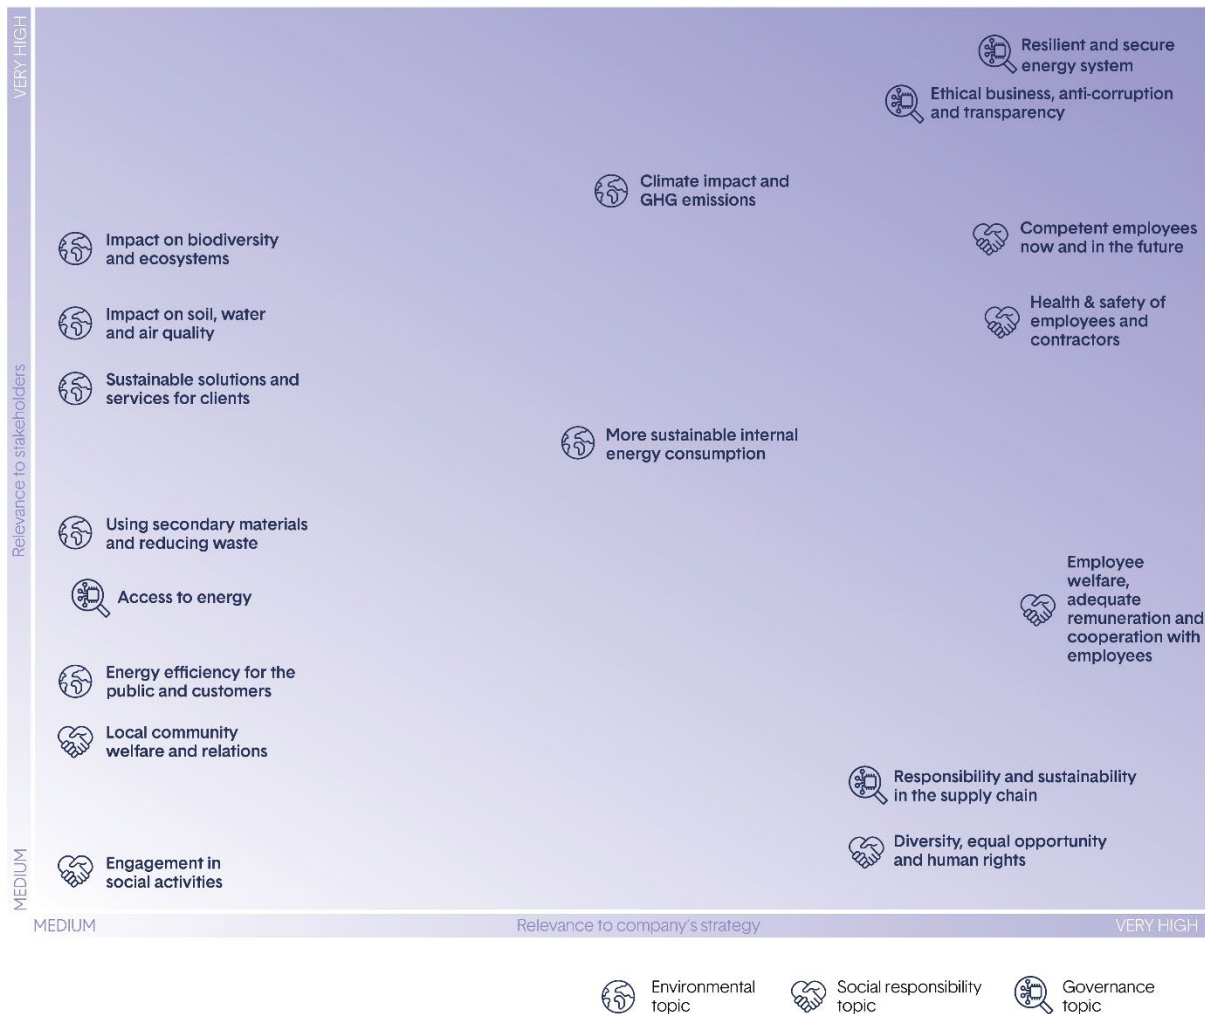 VERY HIGH
Relevance to stakeholders
MEDIUM
Resilient and secure
energy system
Ethical business, anti-corruption
and transparency
Climate impact and
GHG emissions
Competent employees
now and in the future
Impact on biodiversity
and ecosystems
Health & safety of
employees and
contractors
Impact on soil, water
and air quality
Sustainable solutions and
services for clients
More sustainable internal
energy consumption
Using secondary materials
and reducing waste
Employee
welfare,
adequate
remuneration and
cooperation with
employees
Access to energy
Energy efficiency for the
public and customers
Local community
welfare and relations
Responsibility and sustainability
in the supply chain
Diversity, equal opportunity
and human rights
Engagement in
social activities
MEDIUM
Relevance to company's strategy
VERY HIGH
Environmental
topic
Social responsibility
topic
Governance
topic